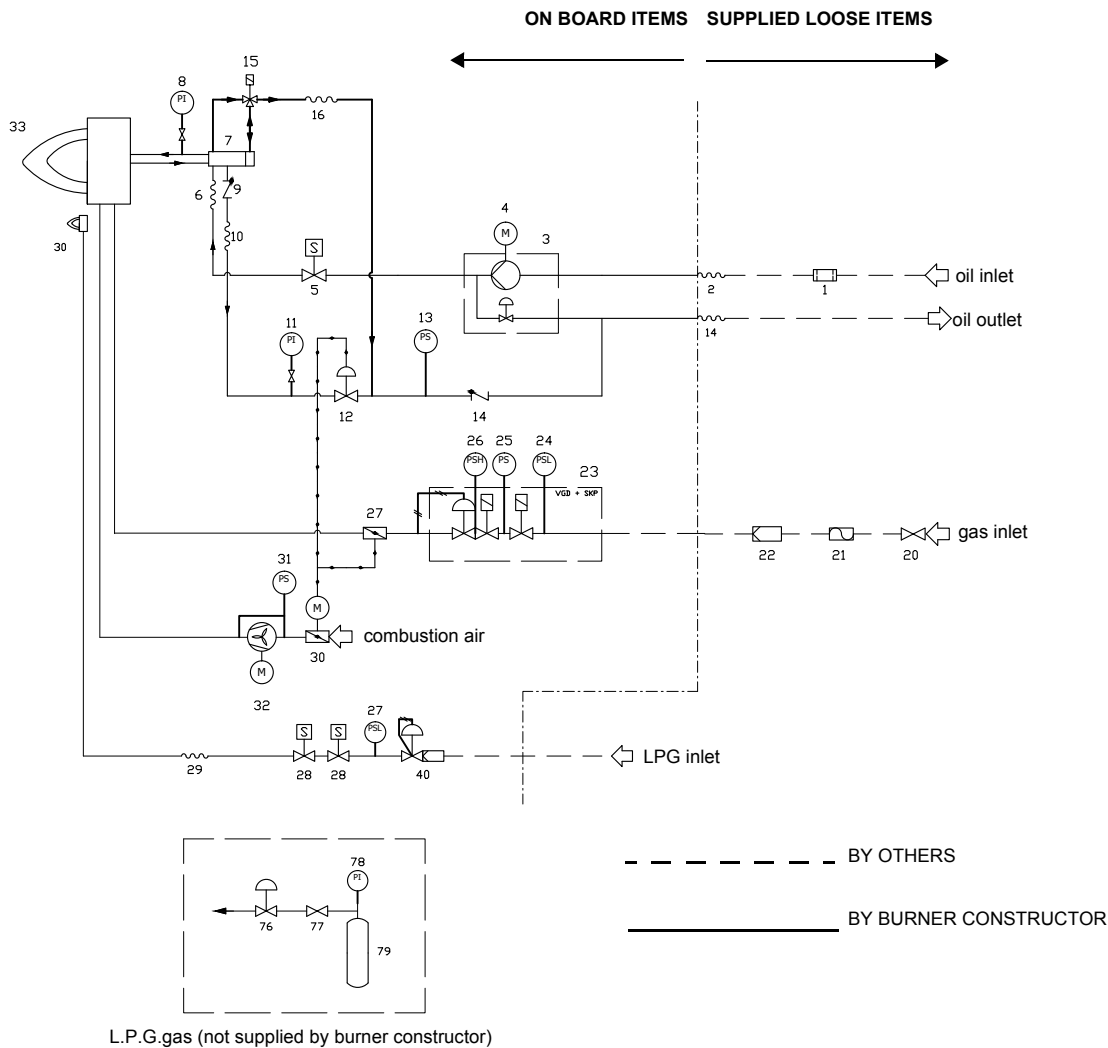 ON BOARD ITEMS SUPPLIED LOOSE ITEMS
15
8
PI
33
16
7
4
M
3
6
9
30
10
S
5
2
1
oil inlet
11
PI
13
PS
14
oil outlet
12
14
26
25
24
PSH
PS
PSL
23
VGD + SKP
27
22
21
20
gas inlet
31
PS
M
combustion air
30
M
32
27
S
S
PSL
29
28
28
40
LPG inlet
78
PI
76
77
79
BY OTHERS
BY BURNER CONSTRUCTOR
L.P.G.gas (not supplied by burner constructor)